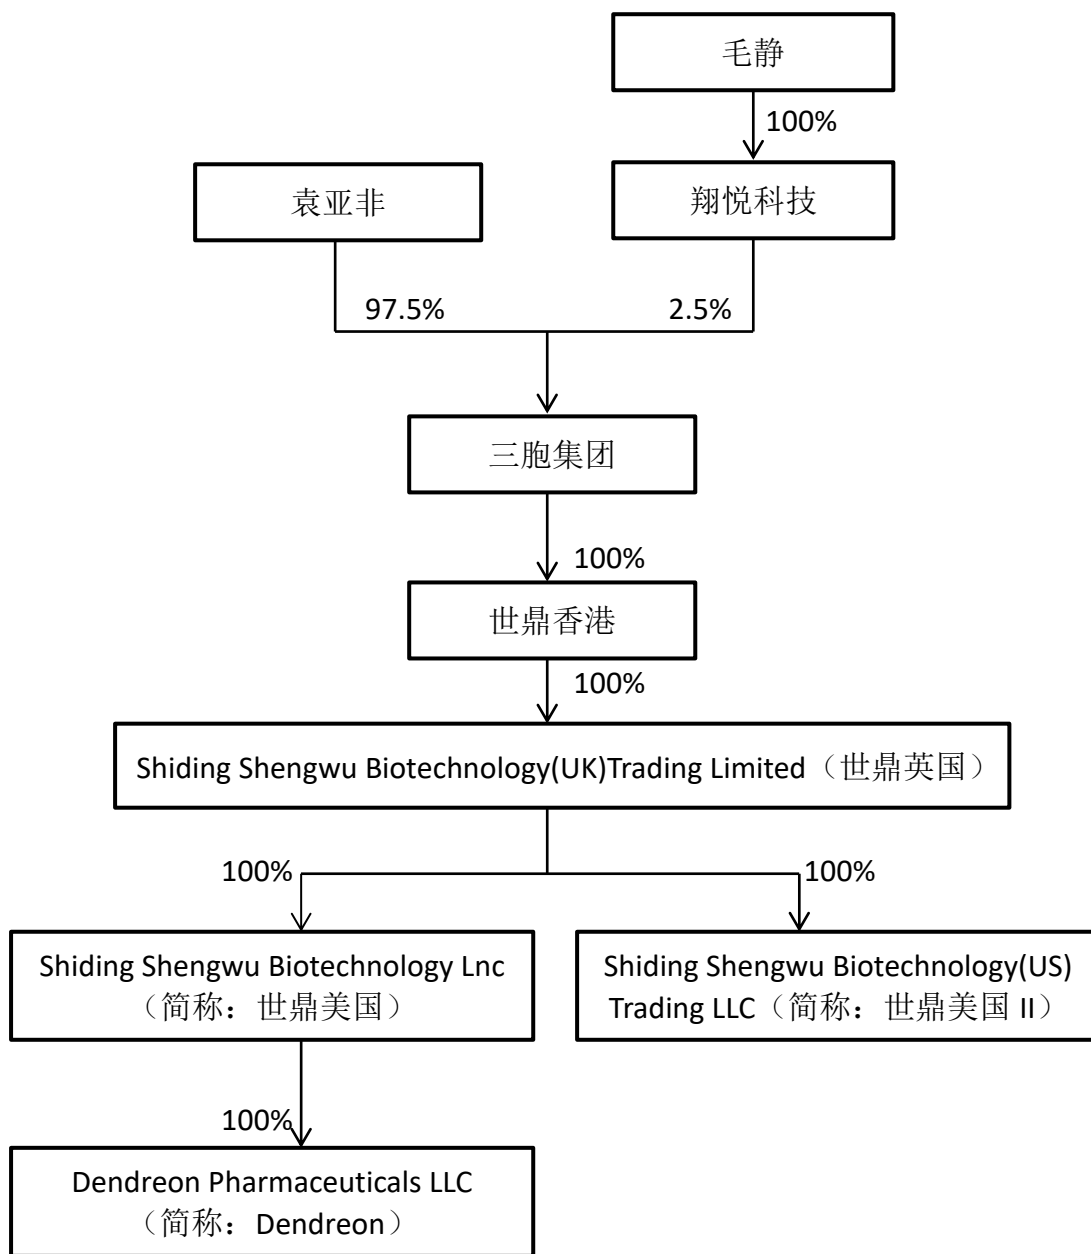 毛静
100%
袁亚非
翔悦科技
97.5%
2.5%
三胞集团
100%
世鼎香港
100%
Shiding Shengwu Biotechnology(UK)Trading Limited（世鼎英国）
100%
100%
Shiding Shengwu Biotechnology Lnc
（简称：世鼎美国）
Shiding Shengwu Biotechnology(US)
Trading LLC（简称：世鼎美国 II）
100%
Dendreon Pharmaceuticals LLC
（简称：Dendreon）